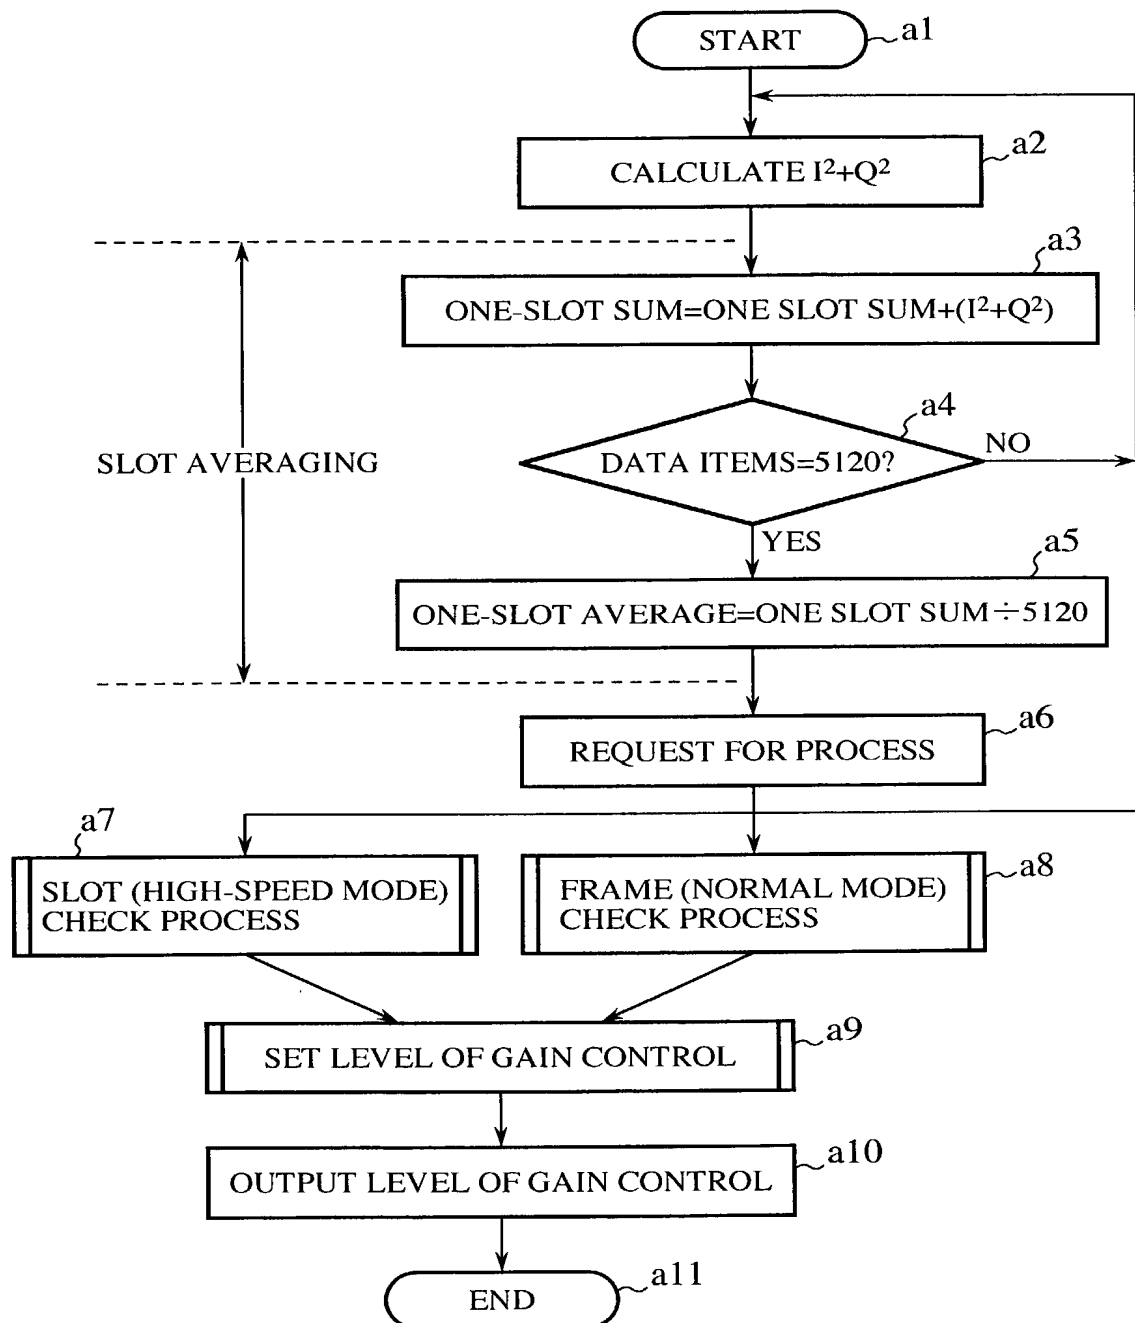 START
a1
a2
CALCULATE I²+Q²
a3
ONE-SLOT SUM=ONE SLOT SUM+(I²+Q²)
a4
DATA ITEMS=5120?
NO
SLOT AVERAGING
YES
a5
ONE-SLOT AVERAGE=ONE SLOT SUM÷5120
a6
REQUEST FOR PROCESS
a7
SLOT (HIGH-SPEED MODE)
CHECK PROCESS
a8
FRAME (NORMAL MODE)
CHECK PROCESS
a9
SET LEVEL OF GAIN CONTROL
a10
OUTPUT LEVEL OF GAIN CONTROL
a11
END